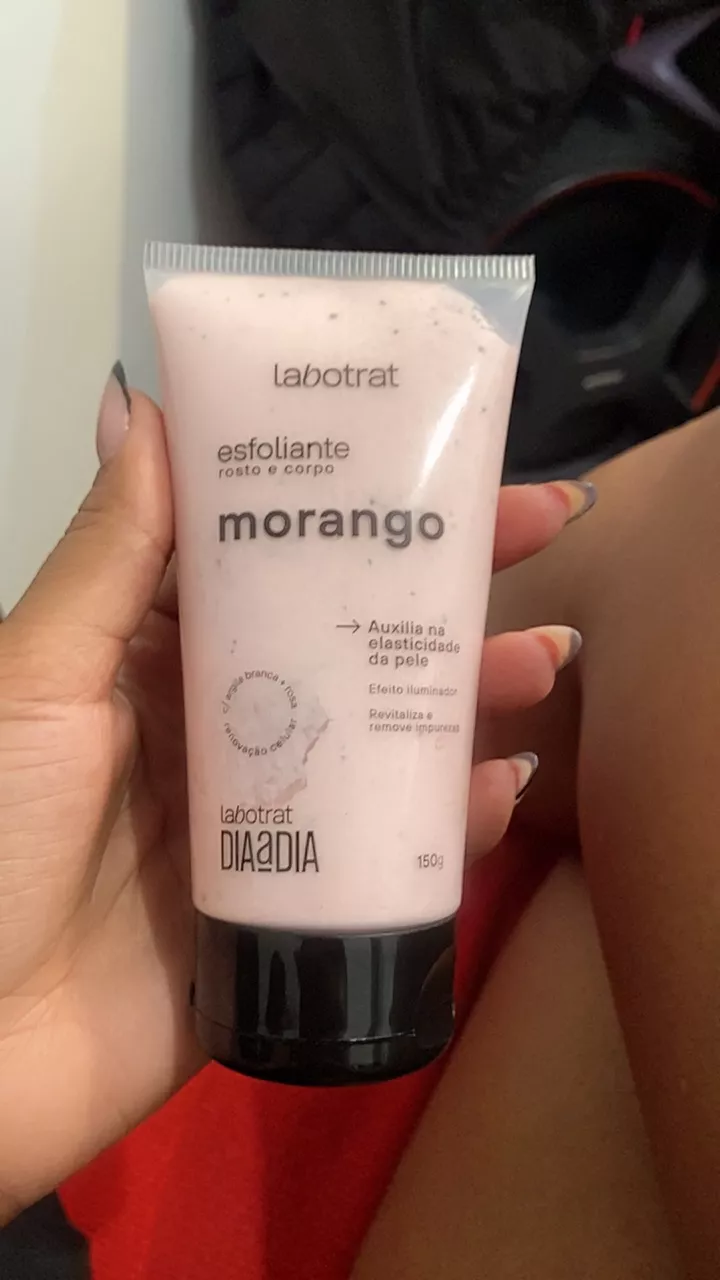 labotrat
esfoliante
rosto e corpo
morango
→ Auxilia na
elasticidade
da pele
Efeito iluminador
Revitaliza e
remove impurezas
c/ argila branca + rosa
renovação celular
labotrat
DIAaDIA
150g